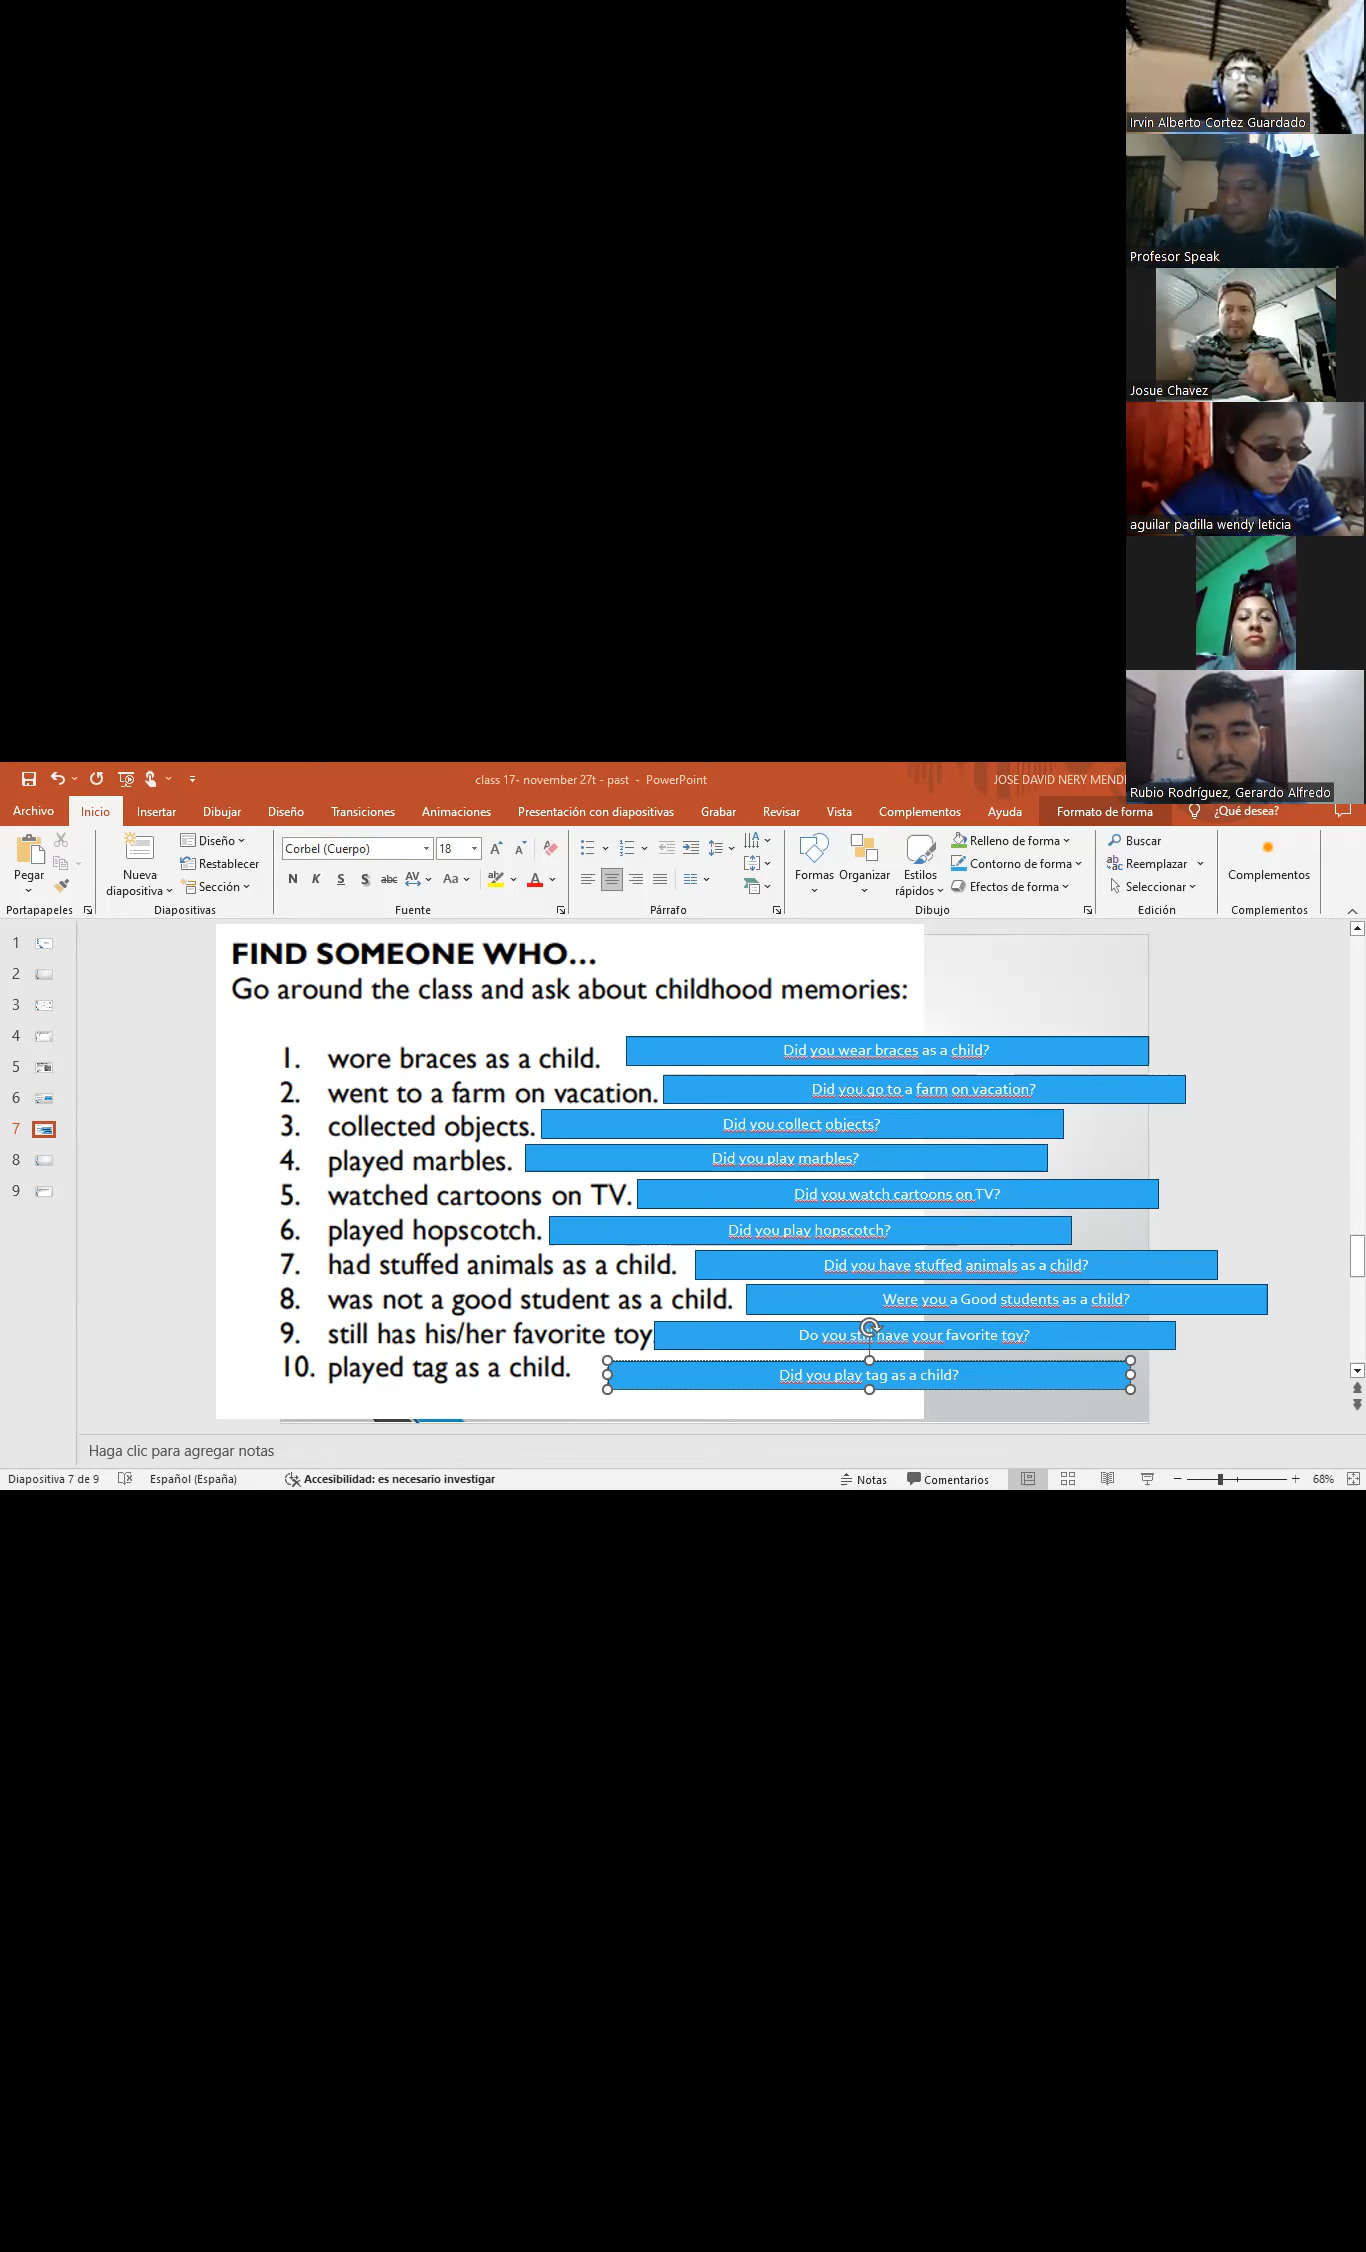 Irvin Alberto Cortez Guardado
Profesor Speak
Josue Chavez
aguilar padilla wendy leticia
Rubio Rodríguez, Gerardo Alfredo
class 17- november 27t - past - PowerPoint
JOSE DAVID NERY MEND
Archivo Inicio Insertar Dibujar Diseño Transiciones Animaciones Presentación con diapositivas Grabar Revisar Vista Complementos Ayuda Formato de forma ¿Qué desea?
Pegar
Portapapeles
Nueva diapositiva
Diseño
Restablecer
Sección
Diapositivas
Corbel (Cuerpo) 18
N K S S abc AV Aa A
Fuente
Párrafo
Formas
Organizar
Estilos rápidos
Relleno de forma
Contorno de forma
Efectos de forma
Dibujo
Buscar
Reemplazar
Seleccionar
Edición
Complementos
Complementos
1
2
3
4
5
6
7
8
9
FIND SOMEONE WHO...
Go around the class and ask about childhood memories:
1. wore braces as a child. Did you wear braces as a child?
2. went to a farm on vacation. Did you go to a farm on vacation?
3. collected objects. Did you collect objects?
4. played marbles. Did you play marbles?
5. watched cartoons on TV. Did you watch cartoons on TV?
6. played hopscotch. Did you play hopscotch?
7. had stuffed animals as a child. Did you have stuffed animals as a child?
8. was not a good student as a child. Were you a Good students as a child?
9. still has his/her favorite toy Do you still have your favorite toy?
10. played tag as a child. Did you play tag as a child?
Haga clic para agregar notas
Diapositiva 7 de 9 Español (España) Accesibilidad: es necesario investigar Notas Comentarios 68%